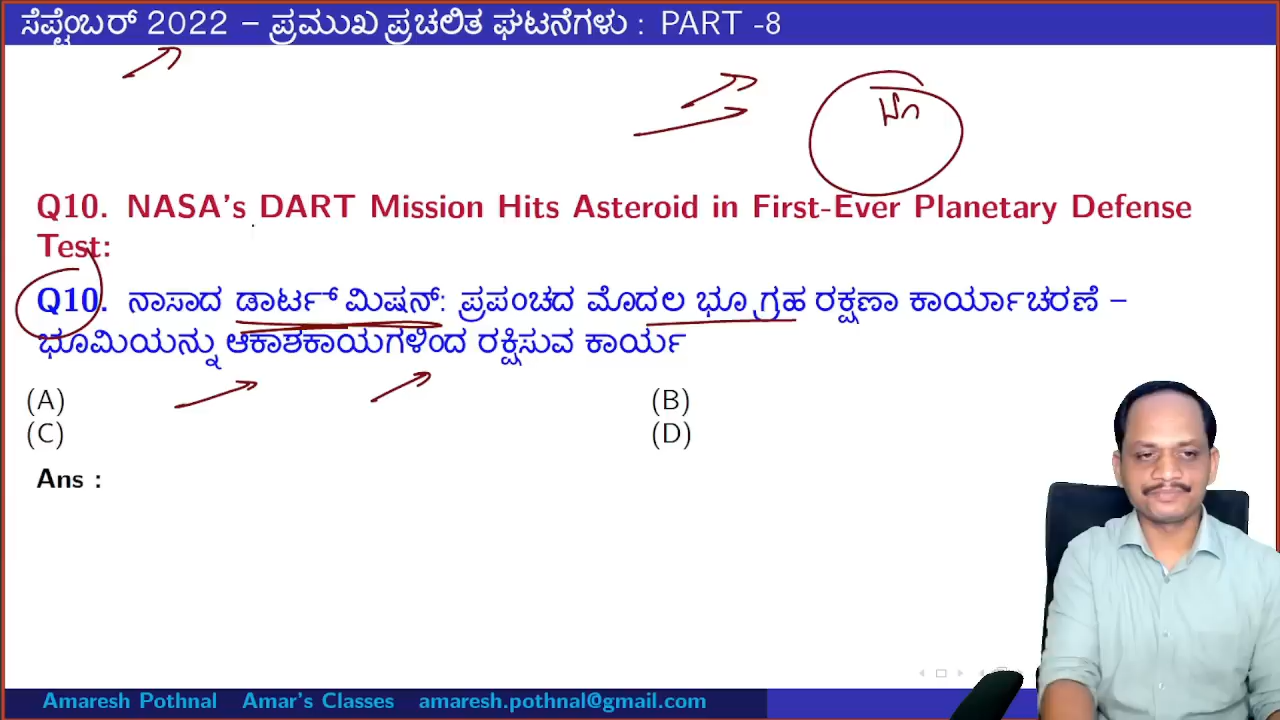 ಸೆಪ್ಟೆಂಬರ್ 2022 – ಪ್ರಮುಖ ಪ್ರಚಲಿತ ಘಟನೆಗಳು : PART -8
Q10. NASA's DART Mission Hits Asteroid in First-Ever Planetary Defense
Test:
Q10. ನಾಸಾದ ಡಾರ್ಟ್ ಮಿಷನ್: ಪ್ರಪಂಚದ ಮೊದಲ ಭೂ ಗ್ರಹ ರಕ್ಷಣಾ ಕಾರ್ಯಾಚರಣೆ –
ಭೂಮಿಯನ್ನು ಆಕಾಶಕಾಯಗಳಿಂದ ರಕ್ಷಿಸುವ ಕಾರ್ಯ
(A) (B)
(C) (D)
Ans :
Amaresh Pothnal Amar's Classes amaresh.pothnal@gmail.com